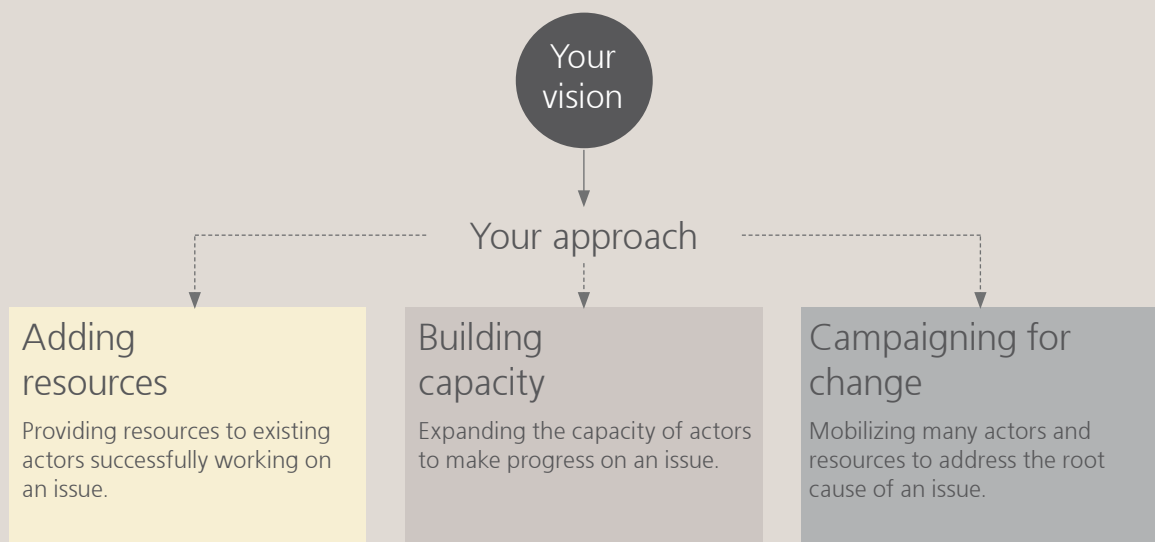 Your
vision
Your approach
Adding
resources
Providing resources to existing
actors successfully working on
an issue.
Building
capacity
Expanding the capacity of actors
to make progress on an issue.
Campaigning for
change
Mobilizing many actors and
resources to address the root
cause of an issue.